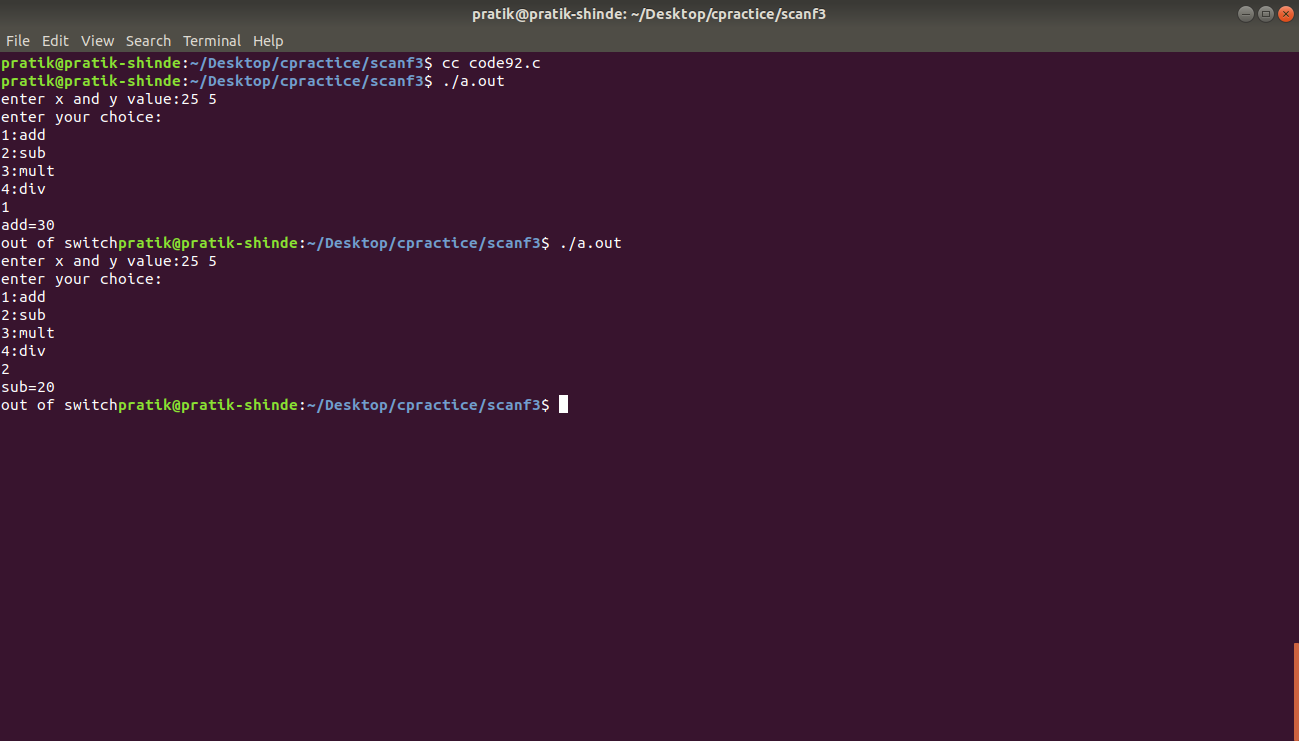 pratik@pratik-shinde: ~/Desktop/cpractice/scanf3
File Edit View Search Terminal Help
pratik@pratik-shinde:~/Desktop/cpractice/scanf3$ cc code92.c
pratik@pratik-shinde:~/Desktop/cpractice/scanf3$ ./a.out
enter x and y value:25 5
enter your choice:
1:add
2:sub
3:mult
4:div
1
add=30
out of switchpratik@pratik-shinde:~/Desktop/cpractice/scanf3$ ./a.out
enter x and y value:25 5
enter your choice:
1:add
2:sub
3:mult
4:div
2
sub=20
out of switchpratik@pratik-shinde:~/Desktop/cpractice/scanf3$